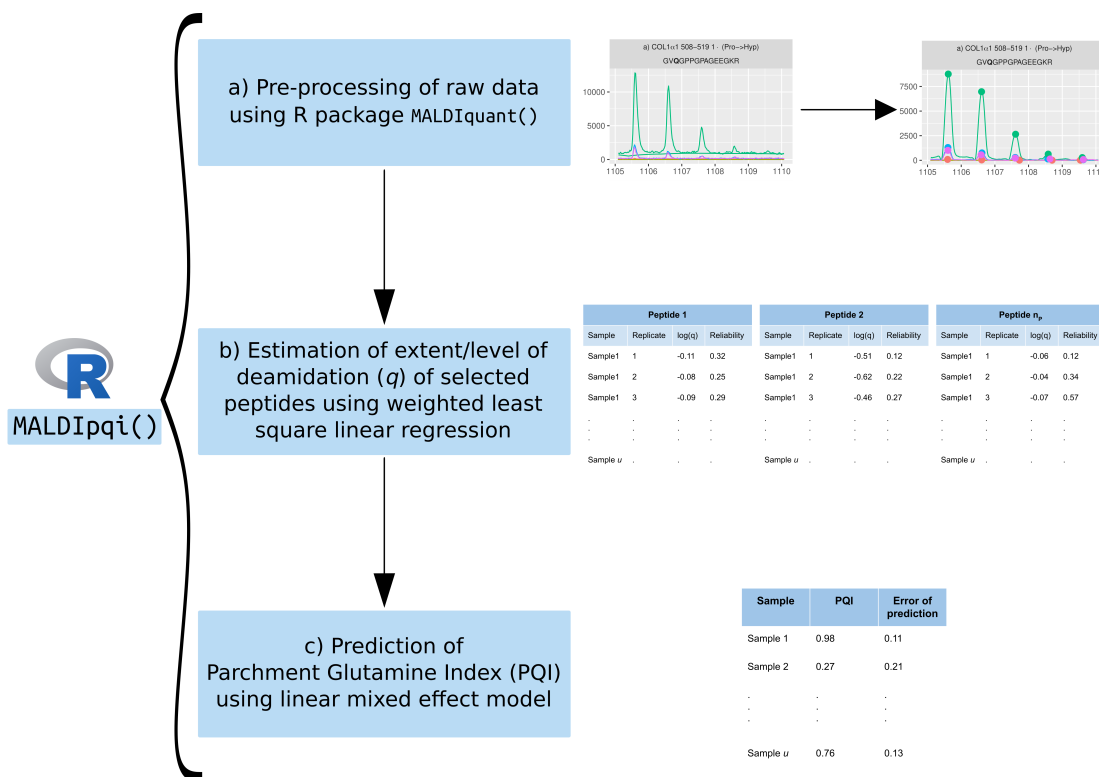 a) Pre-processing of raw data
using R package MALDIquant()
a) COL1α1 508−519 1 · (Pro−>Hyp)
GVQGPPGPAGEEGKR
10000
5000
0
1105 1106 1107 1108 1109 1110
a) COL1α1 508−519 1 · (Pro−>Hyp)
GVQGPPGPAGEEGKR
7500
5000
2500
0
1105 1106 1107 1108 1109
R
MALDIpqi()
b) Estimation of extent/level of
deamidation (q) of selected
peptides using weighted least
square linear regression
Peptide 1
Sample Replicate log(q) Reliability
Sample1 1 -0.11 0.32
Sample1 2 -0.08 0.25
Sample1 3 -0.09 0.29
. . . .
. . . .
. . . .
Sample u . . .
Peptide 2
Sample Replicate log(q) Reliability
Sample1 1 -0.51 0.12
Sample1 2 -0.62 0.22
Sample1 3 -0.46 0.27
. . . .
. . . .
. . . .
Sample u . . .
Peptide nP
Sample Replicate log(q) Reliability
Sample1 1 -0.06 0.12
Sample1 2 -0.04 0.34
Sample1 3 -0.07 0.57
. . . .
. . . .
. . . .
Sample u . . .
c) Prediction of
Parchment Glutamine Index (PQI)
using linear mixed effect model
Sample PQI Error of
prediction
Sample 1 0.98 0.11
Sample 2 0.27 0.21
. . .
. . .
. . .
Sample u 0.76 0.13